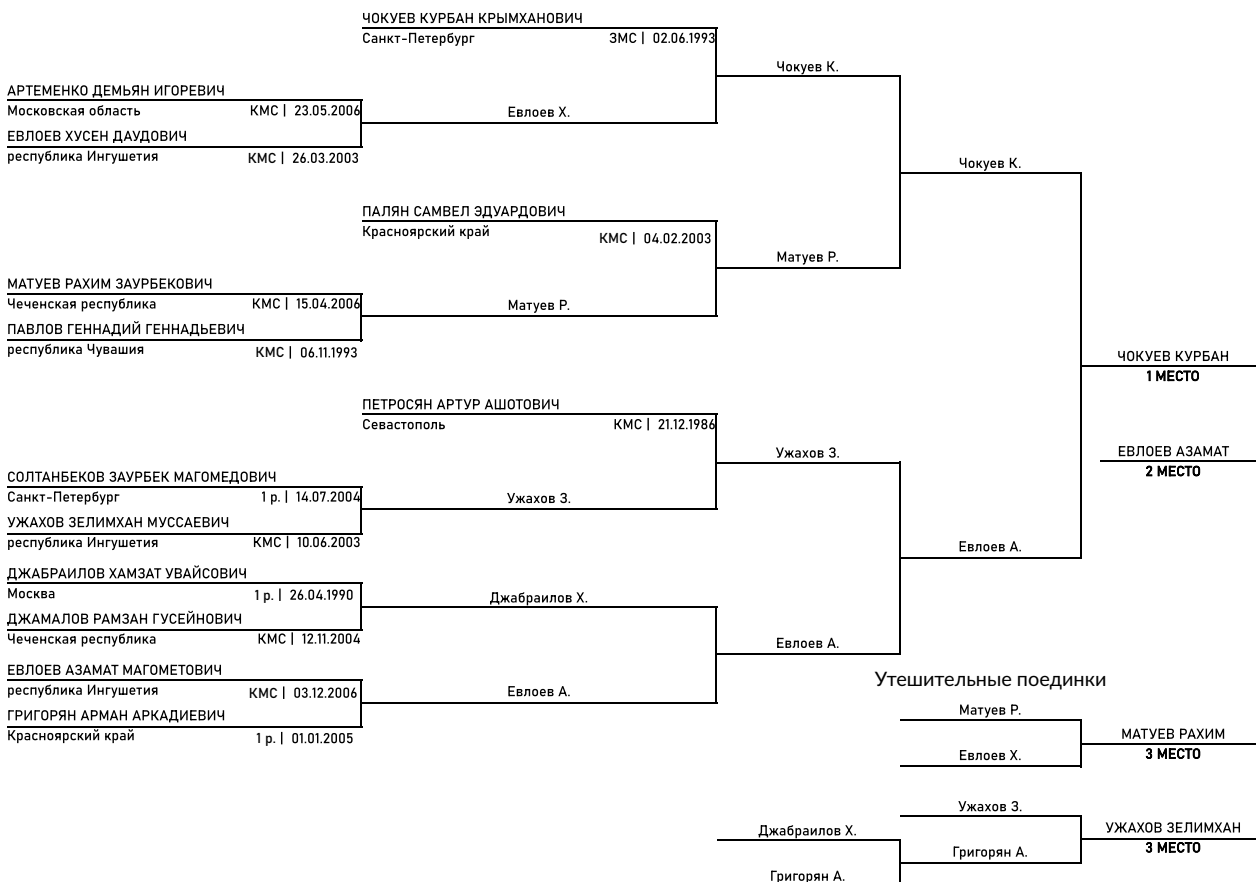 ЧОКУЕВ КУРБАН КРЫМХАНОВИЧ
Санкт-Петербург ЗМС | 02.06.1993
Чокуев К.
АРТЕМЕНКО ДЕМЬЯН ИГОРЕВИЧ
Московская область КМС | 23.05.2006
Евлоев Х.
ЕВЛОЕВ ХУСЕН ДАУДОВИЧ
республика Ингушетия КМС | 26.03.2003
Чокуев К.
ПАЛЯН САМВЕЛ ЭДУАРДОВИЧ
Красноярский край КМС | 04.02.2003
Матуев Р.
МАТУЕВ РАХИМ ЗАУРБЕКОВИЧ
Чеченская республика КМС | 15.04.2006
Матуев Р.
ПАВЛОВ ГЕННАДИЙ ГЕННАДЬЕВИЧ
республика Чувашия КМС | 06.11.1993
ЧОКУЕВ КУРБАН
1 МЕСТО
ПЕТРОСЯН АРТУР АШОТОВИЧ
Севастополь КМС | 21.12.1986
Ужахов З.
ЕВЛОЕВ АЗАМАТ
2 МЕСТО
СОЛТАНБЕКОВ ЗАУРБЕК МАГОМЕДОВИЧ
Санкт-Петербург 1 р. | 14.07.2004
Ужахов З.
УЖАХОВ ЗЕЛИМХАН МУССАЕВИЧ
республика Ингушетия КМС | 10.06.2003
Евлоев А.
ДЖАБРАИЛОВ ХАМЗАТ УВАЙСОВИЧ
Москва 1 р. | 26.04.1990
Джабраилов Х.
ДЖАМАЛОВ РАМЗАН ГУСЕЙНОВИЧ
Чеченская республика КМС | 12.11.2004
Евлоев А.
ЕВЛОЕВ АЗАМАТ МАГОМЕТОВИЧ
республика Ингушетия КМС | 03.12.2006
Евлоев А.
ГРИГОРЯН АРМАН АРКАДИЕВИЧ
Красноярский край 1 р. | 01.01.2005
Утешительные поединки
Матуев Р.
МАТУЕВ РАХИМ
3 МЕСТО
Евлоев Х.
Ужахов З.
УЖАХОВ ЗЕЛИМХАН
3 МЕСТО
Джабраилов Х.
Григорян А.
Григорян А.